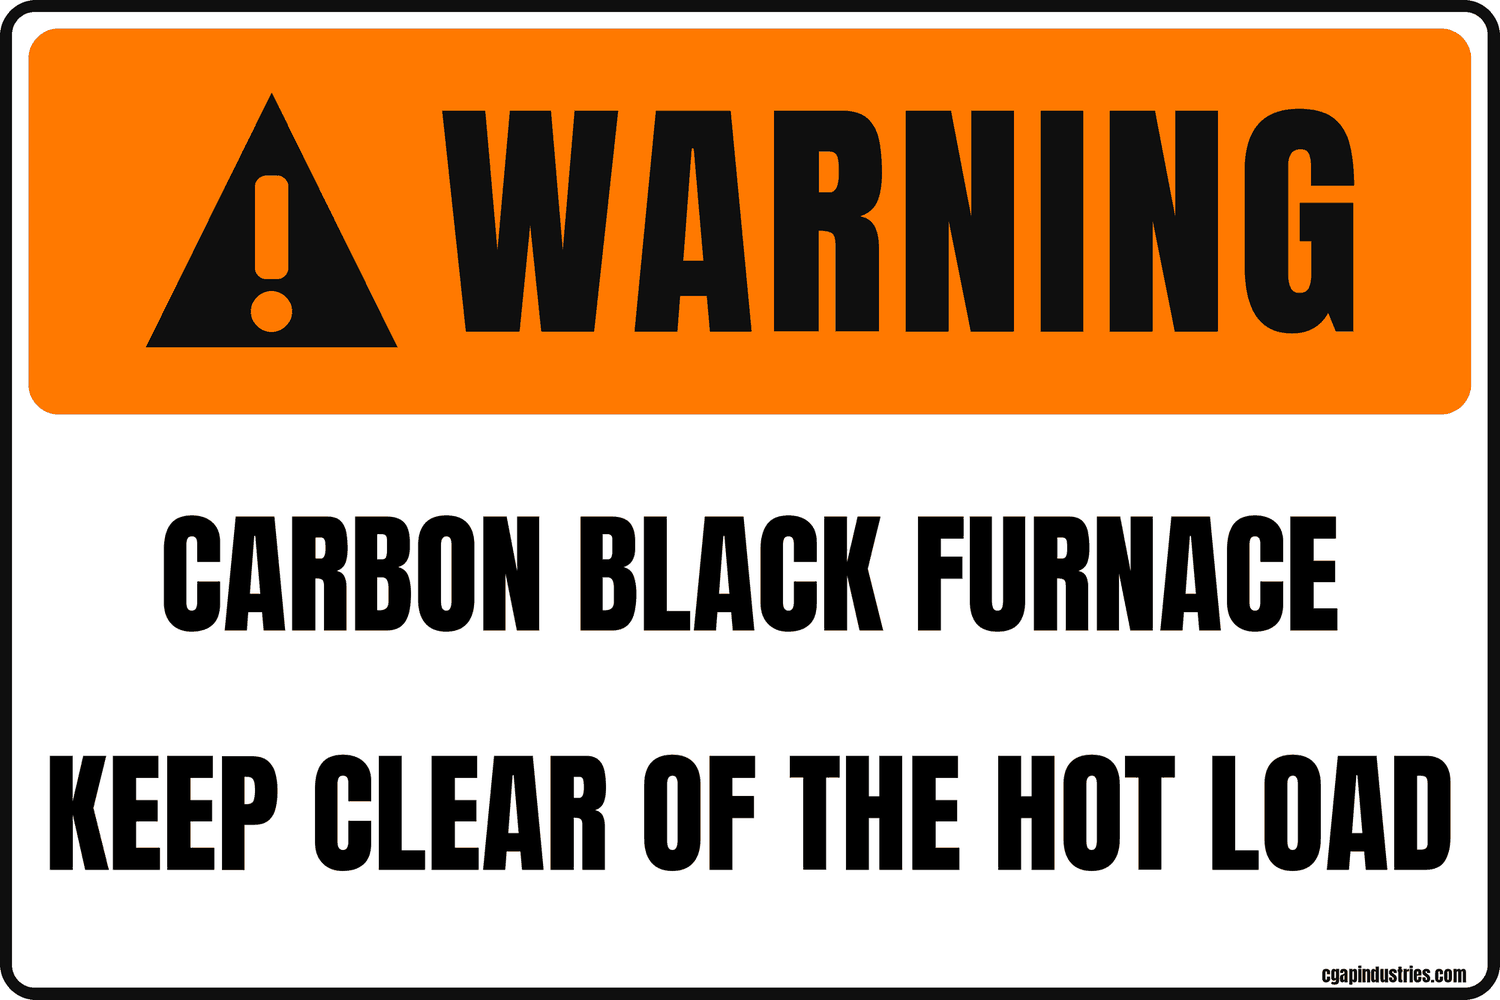 WARNING
CARBON BLACK FURNACE
KEEP CLEAR OF THE HOT LOAD
cgapindustries.com